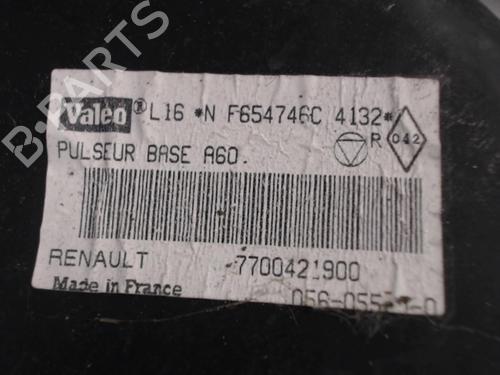 Valeo ® L16 *N F654746C 4132*
R 042
PULSEUR BASE A60.
RENAULT 7700421900
Made in France
B-PARTS